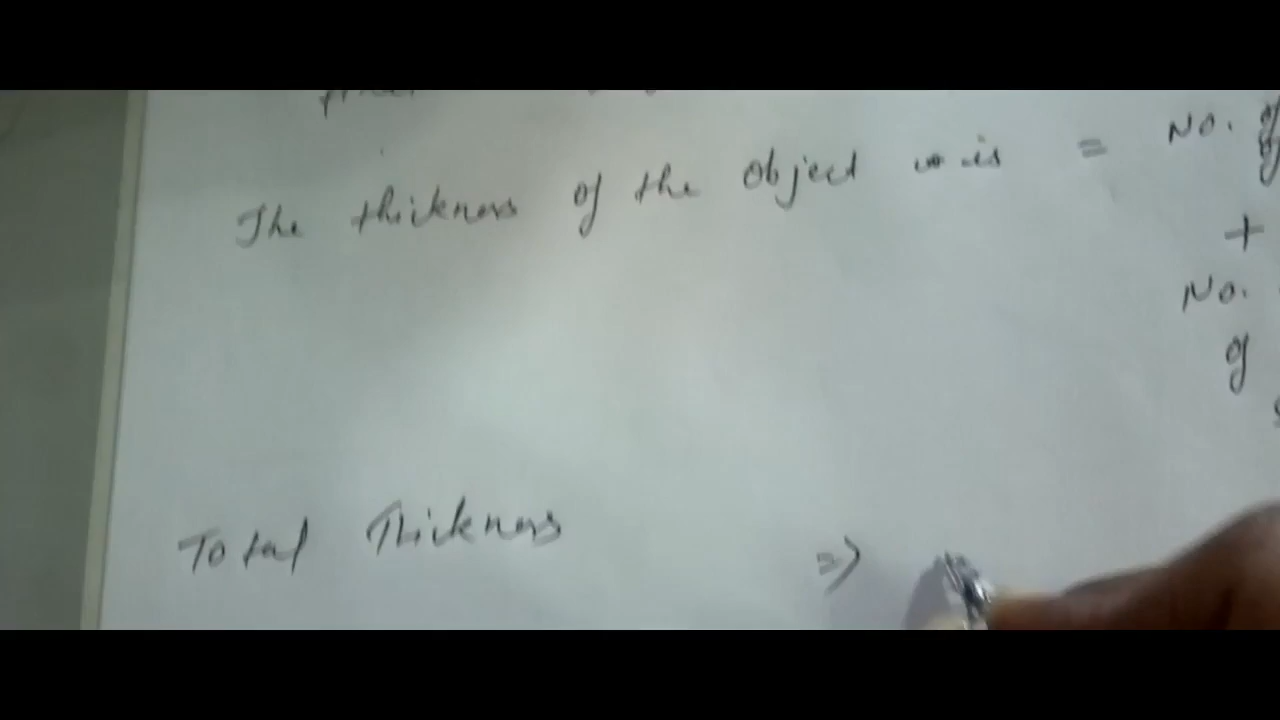 The thickness of the object is = No. of
+
No.
of
Total Thickness =>